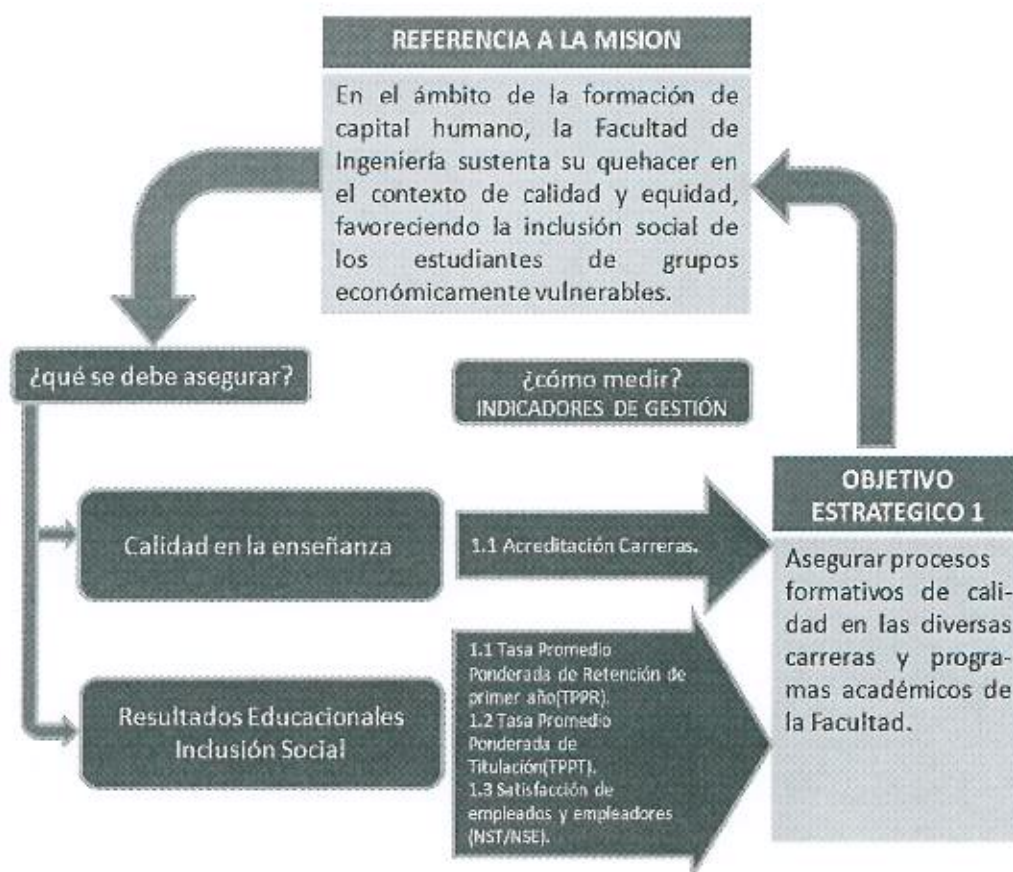 REFERENCIA A LA MISION
En el ámbito de la formación de
capital humano, la Facultad de
Ingeniería sustenta su quehacer en
el contexto de calidad y equidad,
favoreciendo la inclusión social de
los estudiantes de grupos
económicamente vulnerables.
¿qué se debe asegurar?
¿cómo medir?
INDICADORES DE GESTIÓN
Calidad en la enseñanza
1.1 Acreditación Carreras.
Resultados Educacionales
Inclusión Social
1.1 Tasa Promedio
Ponderada de Retención de
primer año(TPPR).
1.2 Tasa Promedio
Ponderada de
Titulación(TPPT).
1.3 Satisfacción de
empleados y empleadores
(NST/NSE).
OBJETIVO
ESTRATEGICO 1
Asegurar procesos
formativos de cali-
dad en las diversas
carreras y progra-
mas académicos de
la Facultad.